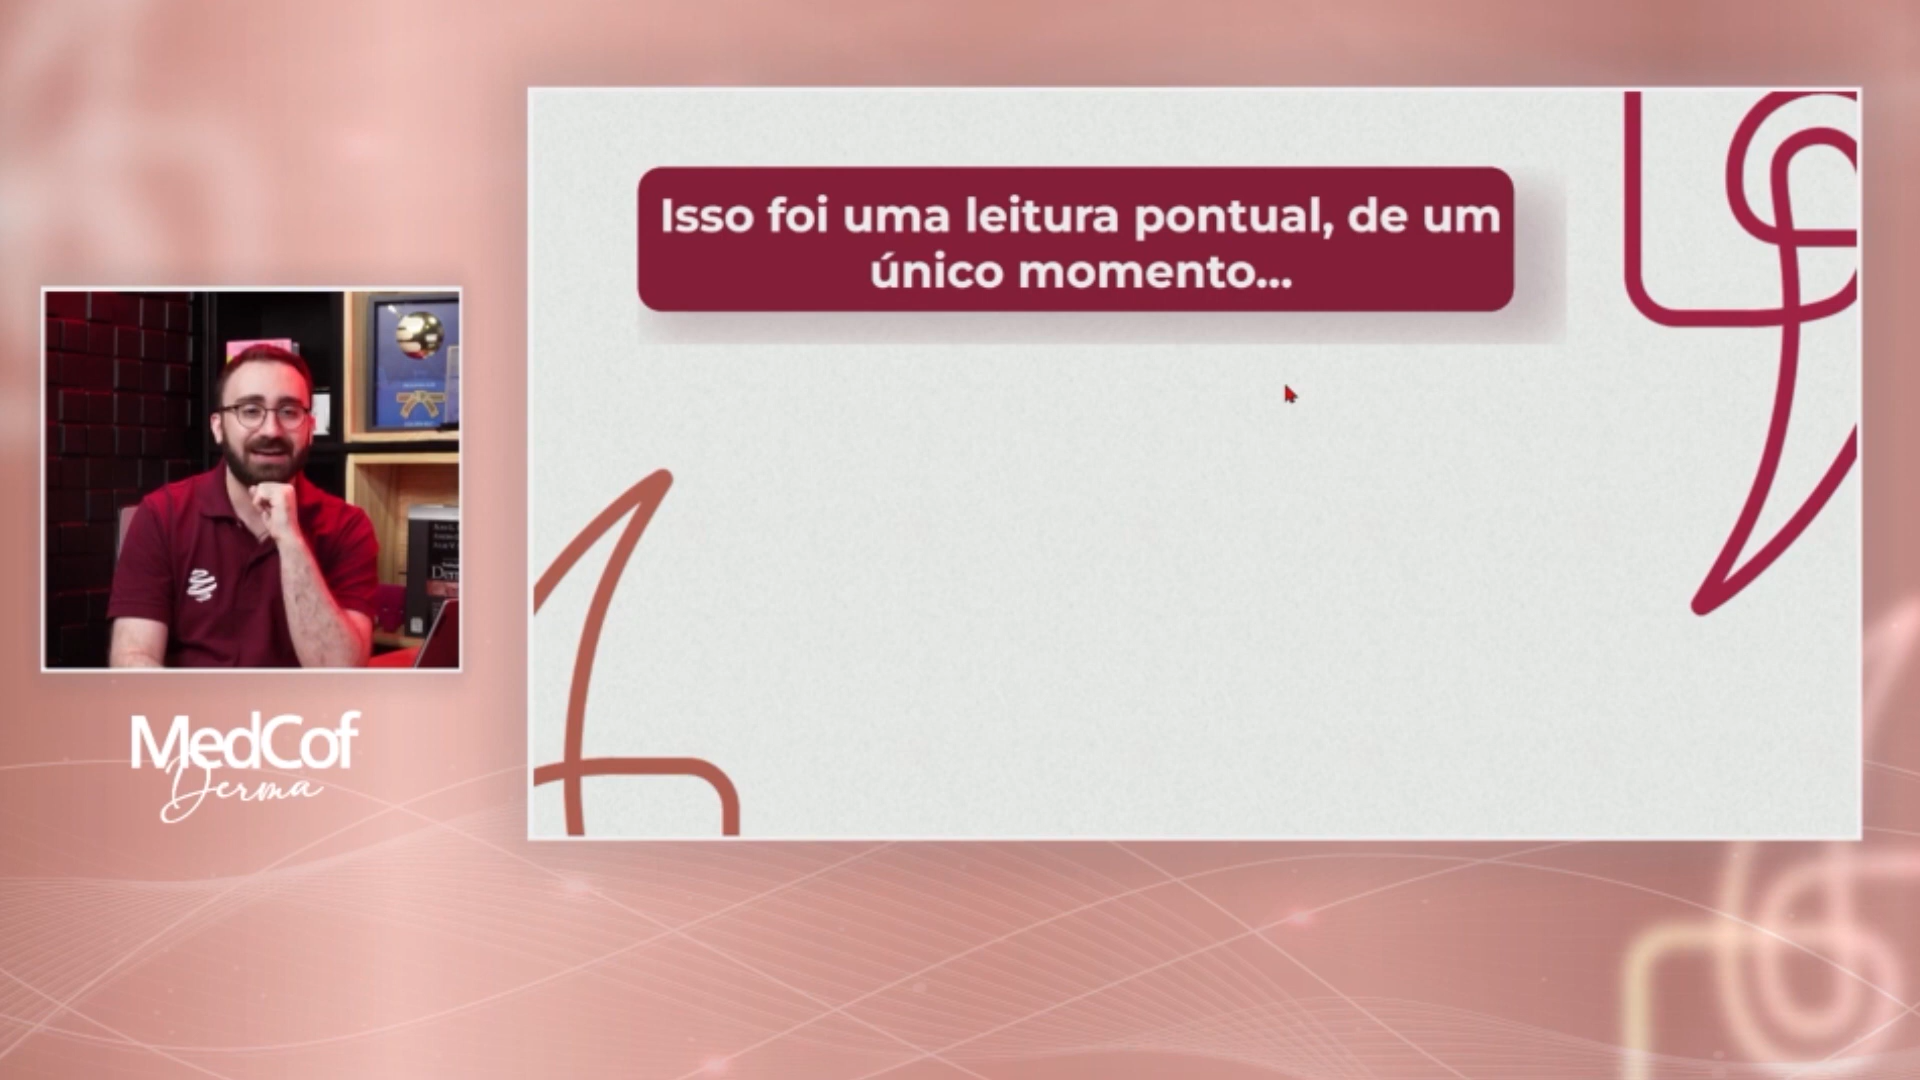 Isso foi uma leitura pontual, de um
único momento...
MedCof
Derma